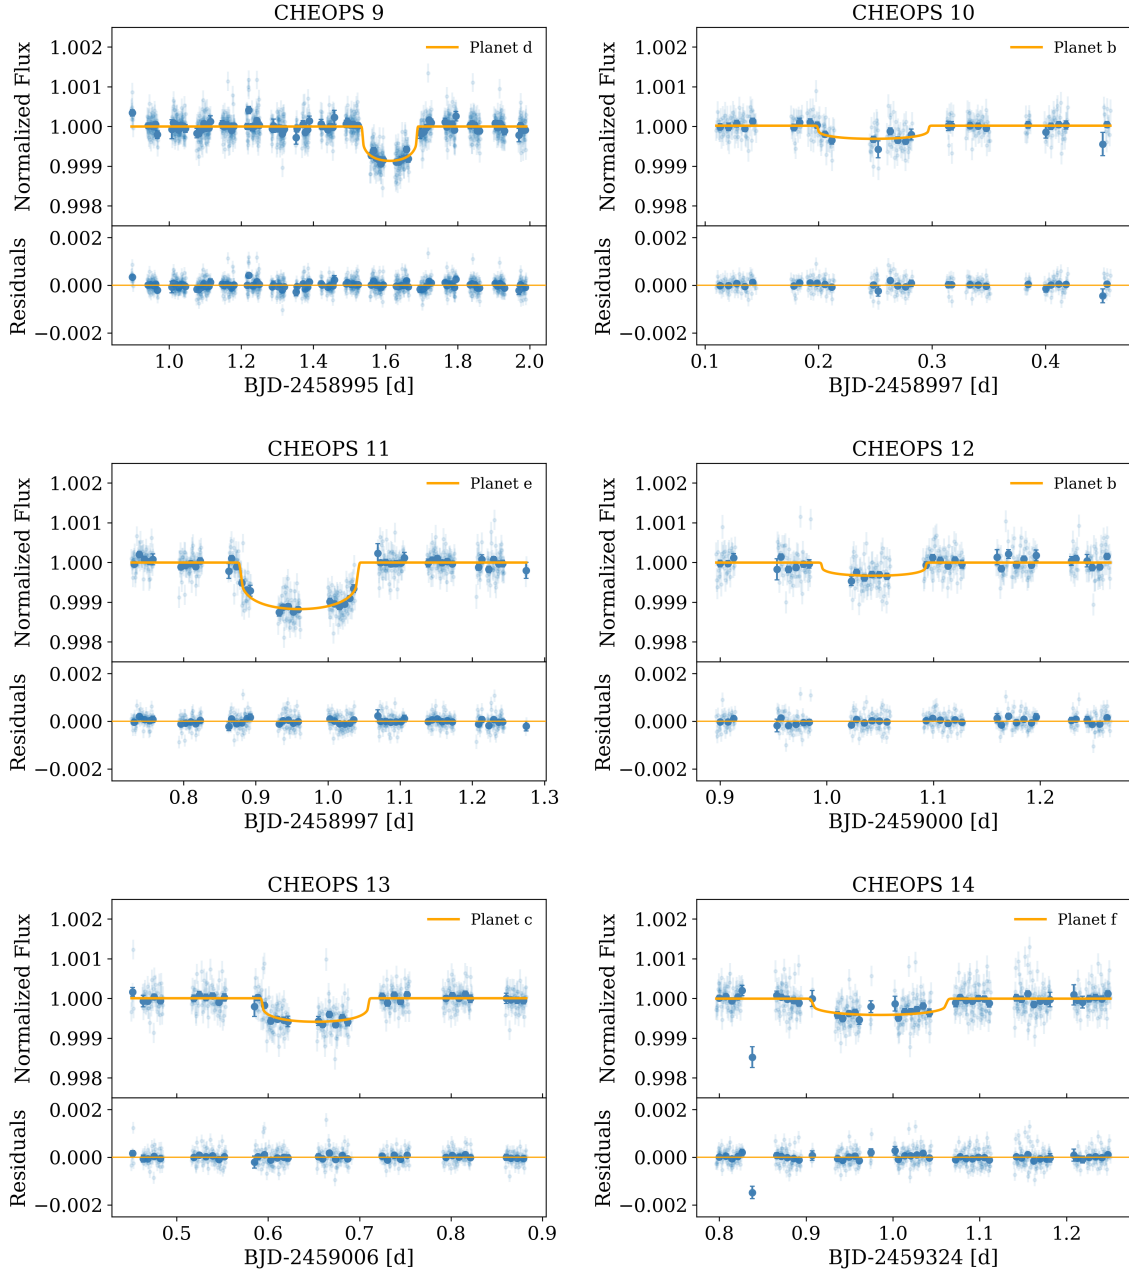 CHEOPS 9
Normalized Flux
1.002
1.001
1.000
0.999
0.998
Planet d
Residuals
0.002
0.000
−0.002
1.0 1.2 1.4 1.6 1.8 2.0
BJD-2458995 [d]
CHEOPS 10
Normalized Flux
1.002
1.001
1.000
0.999
0.998
Planet b
Residuals
0.002
0.000
−0.002
0.1 0.2 0.3 0.4
BJD-2458997 [d]
CHEOPS 11
Normalized Flux
1.002
1.001
1.000
0.999
0.998
Planet e
Residuals
0.002
0.000
−0.002
0.8 0.9 1.0 1.1 1.2 1.3
BJD-2458997 [d]
CHEOPS 12
Normalized Flux
1.002
1.001
1.000
0.999
0.998
Planet b
Residuals
0.002
0.000
−0.002
0.9 1.0 1.1 1.2
BJD-2459000 [d]
CHEOPS 13
Normalized Flux
1.002
1.001
1.000
0.999
0.998
Planet c
Residuals
0.002
0.000
−0.002
0.5 0.6 0.7 0.8 0.9
BJD-2459006 [d]
CHEOPS 14
Normalized Flux
1.002
1.001
1.000
0.999
0.998
Planet f
Residuals
0.002
0.000
−0.002
0.8 0.9 1.0 1.1 1.2
BJD-2459324 [d]